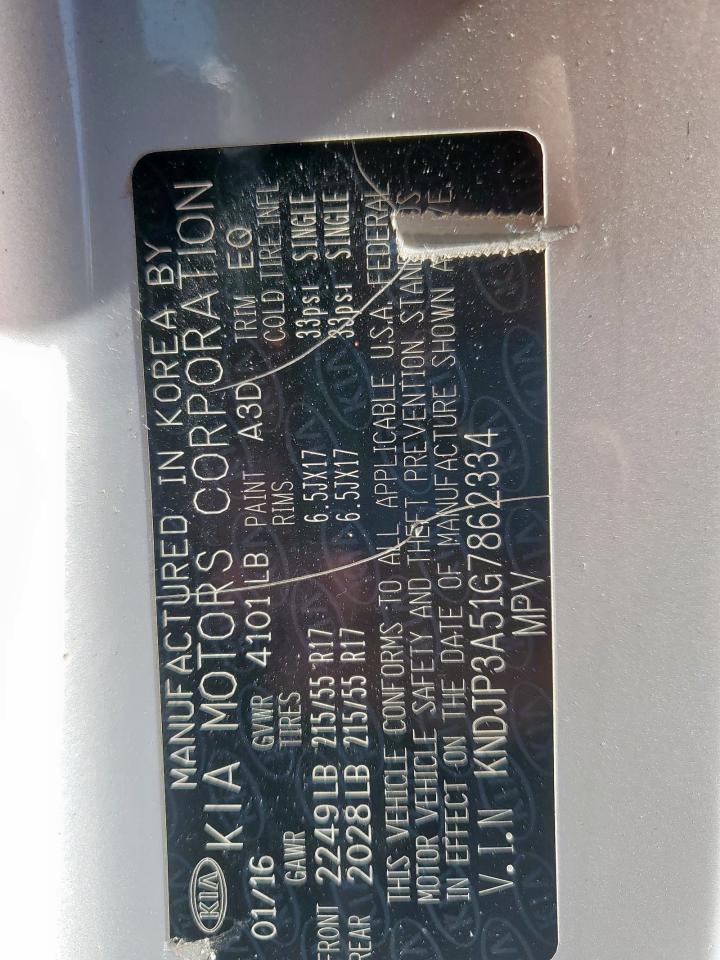 MANUFACTURED IN KOREA BY
KIA KIA MOTORS CORPORATION
01/16 GVWR 4101LB PAINT A3D TRIM EQ
GAWR TIRES RIMS COLD TIRE INFL
FRONT 2249LB 215/55 R17 6.5JX17 33psi SINGLE
REAR 2028LB 215/55 R17 6.5JX17 33psi SINGLE
THIS VEHICLE CONFORMS TO ALL APPLICABLE U.S.A. FEDERAL
MOTOR VEHICLE SAFETY AND THEFT PREVENTION
IN EFFECT ON THE DATE OF MANUFACTURE SHOWN
V.I.N KNDJP3A51G7862334
MPV